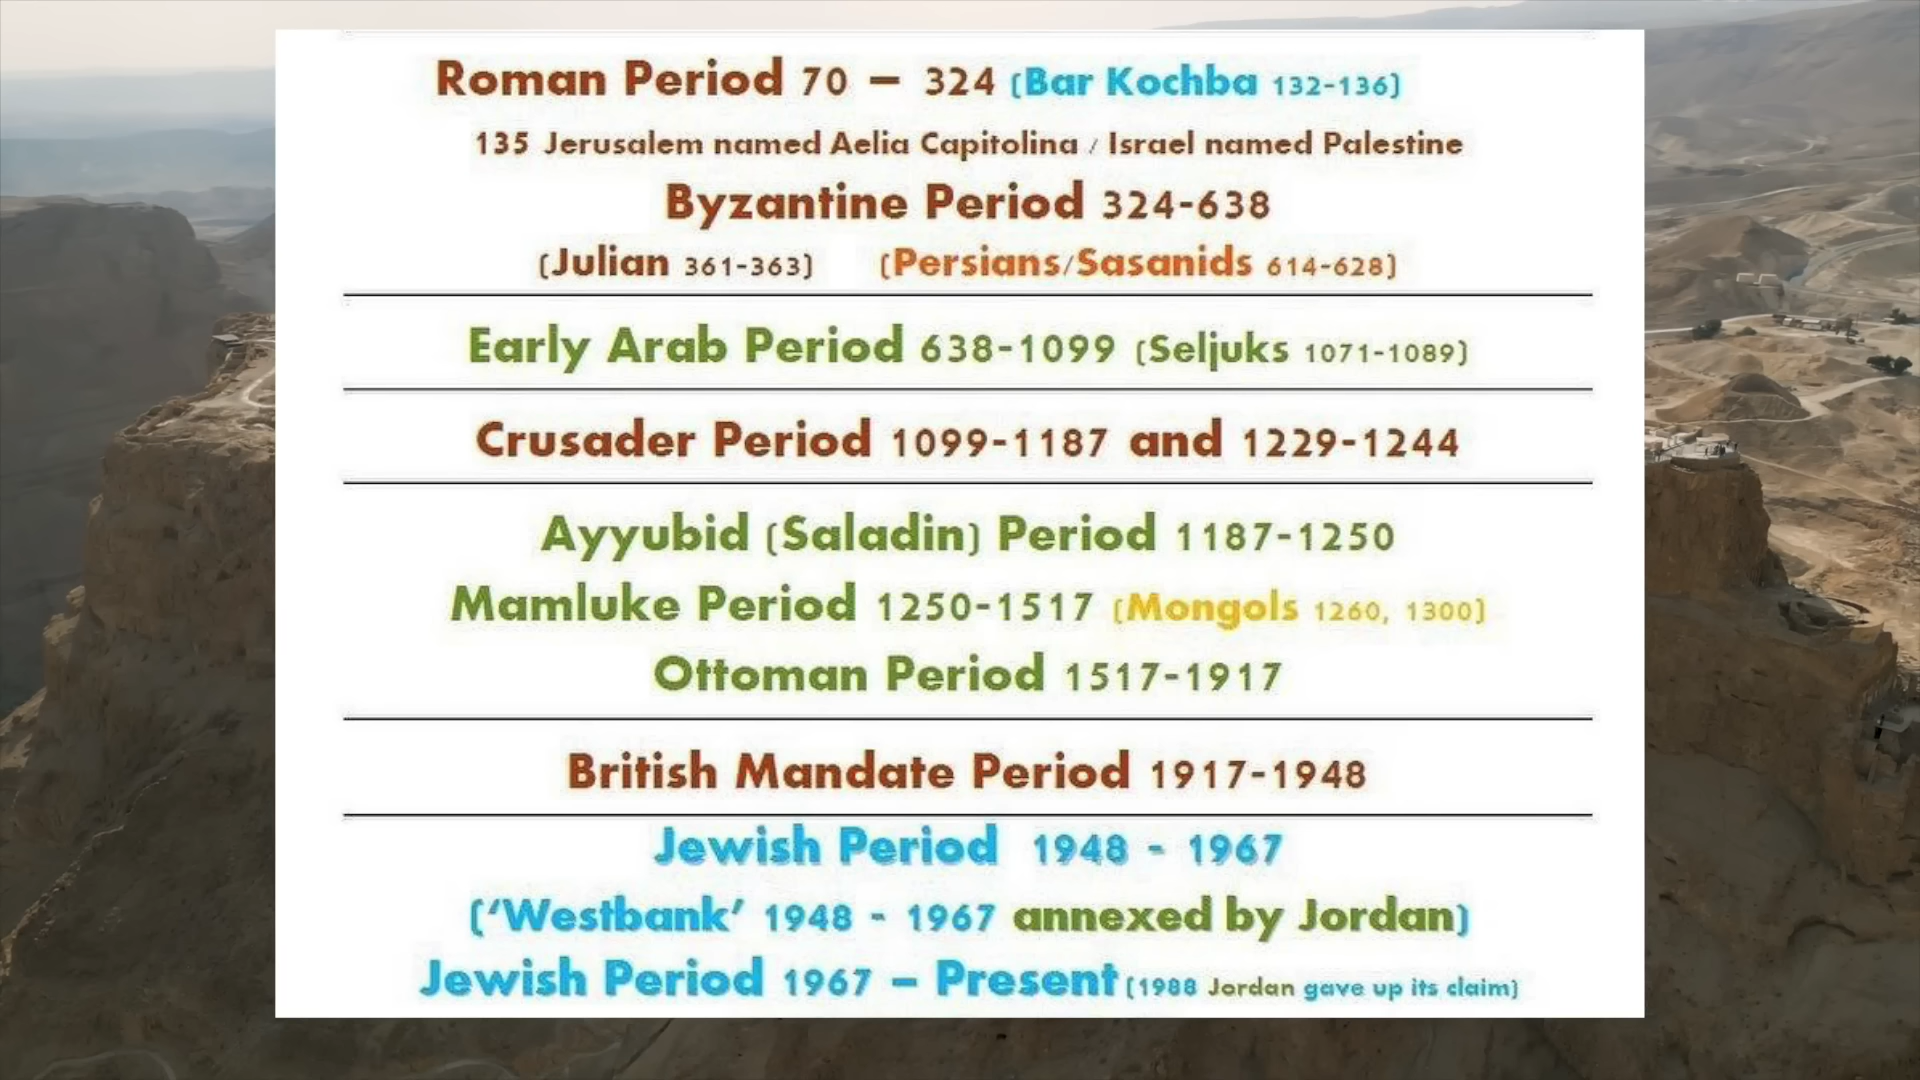 Roman Period 70 – 324 (Bar Kochba 132-136)
135 Jerusalem named Aelia Capitolina / Israel named Palestine
Byzantine Period 324-638
(Julian 361-363) (Persians/Sasanids 614-628)
Early Arab Period 638-1099 (Seljuks 1071-1089)
Crusader Period 1099-1187 and 1229-1244
Ayyubid (Saladin) Period 1187-1250
Mamluke Period 1250-1517 (Mongols 1260, 1300)
Ottoman Period 1517-1917
British Mandate Period 1917-1948
Jewish Period 1948 - 1967
(‘Westbank’ 1948 - 1967 annexed by Jordan)
Jewish Period 1967 – Present (1988 Jordan gave up its claim)